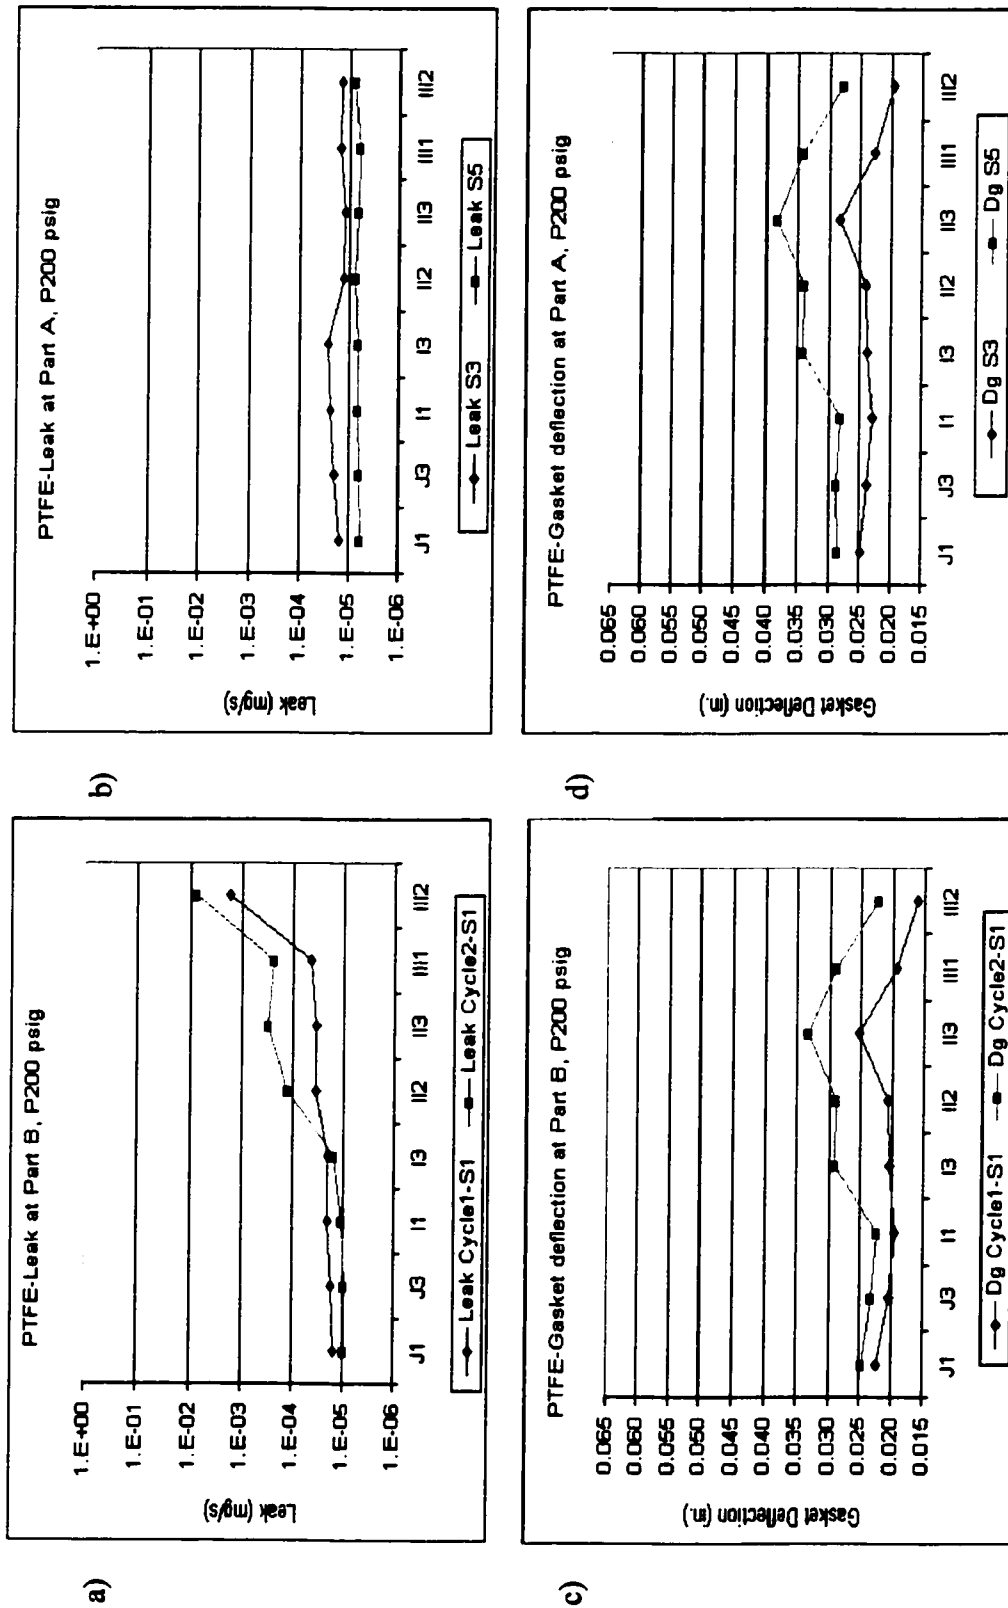 a)
PTFE-Leak at Part B, P200 psig
Leak (mg/s)
1.E+00
1.E-01
1.E-02
1.E-03
1.E-04
1.E-05
1.E-06
J1 J3 I1 I3 II2 II3 III1 III2
Leak Cycle1-S1 Leak Cycle2-S1
b)
PTFE-Leak at Part A, P200 psig
Leak (mg/s)
1.E+00
1.E-01
1.E-02
1.E-03
1.E-04
1.E-05
1.E-06
J1 J3 I1 I3 II2 II3 III1 III2
Leak S3 Leak S5
c)
PTFE-Gasket deflection at Part B, P200 psig
Gasket Deflection (in.)
0.065
0.060
0.055
0.050
0.045
0.040
0.035
0.030
0.025
0.020
0.015
J1 J3 I1 I3 II2 II3 III1 III2
Dg Cycle1-S1 Dg Cycle2-S1
d)
PTFE-Gasket deflection at Part A, P200 psig
Gasket Deflection (in.)
0.065
0.060
0.055
0.050
0.045
0.040
0.035
0.030
0.025
0.020
0.015
J1 J3 I1 I3 II2 II3 III1 III2
Dg S3 Dg S5